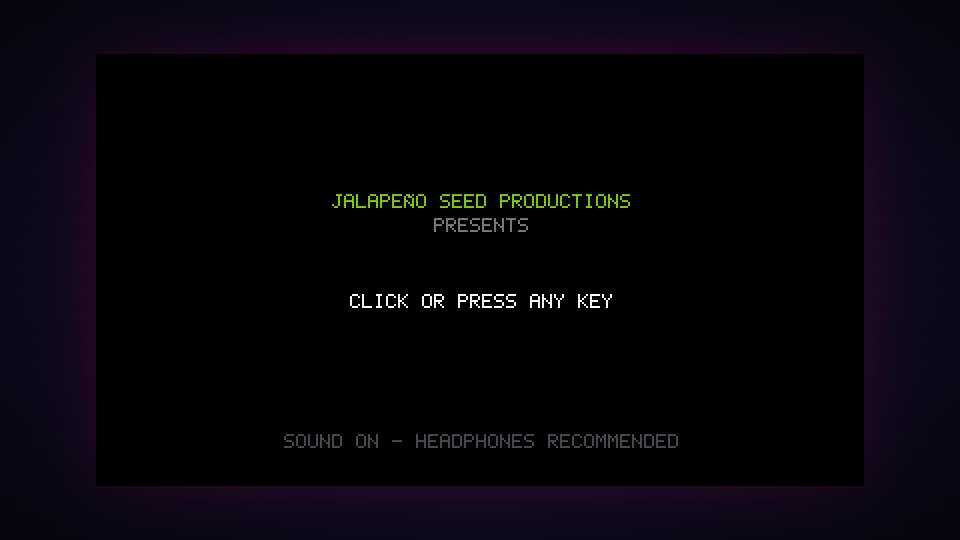 JALAPEÑO SEED PRODUCTIONS
PRESENTS
CLICK OR PRESS ANY KEY
SOUND ON – HEADPHONES RECOMMENDED